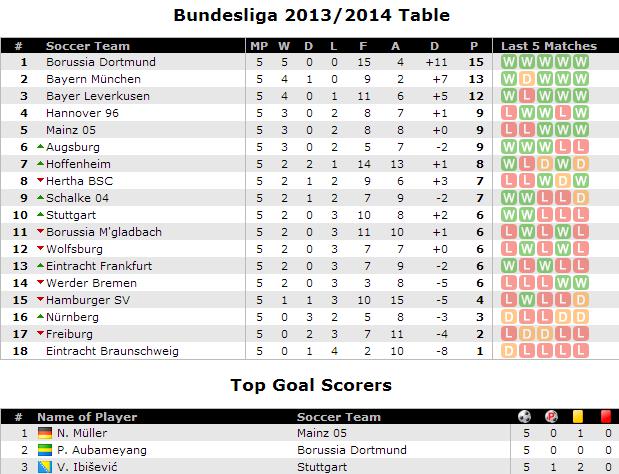 Bundesliga 2013/2014 Table
# Soccer Team MP W D L F A D P Last 5 Matches
1 Borussia Dortmund 5 5 0 0 15 4 +11 15 W W W W W
2 Bayern München 5 4 1 0 9 2 +7 13 W D W W W
3 Bayer Leverkusen 5 4 0 1 11 6 +5 12 W L W W W
4 Hannover 96 5 3 0 2 8 7 +1 9 L W W L W
5 Mainz 05 5 3 0 2 8 8 +0 9 L L W W W
6 Augsburg 5 3 0 2 5 7 -2 9 W W W L L
7 Hoffenheim 5 2 2 1 14 13 +1 8 W L D W D
8 Hertha BSC 5 2 1 2 9 6 +3 7 L L W D W
9 Schalke 04 5 2 1 2 7 9 -2 7 W W L L D
10 Stuttgart 5 2 0 3 10 8 +2 6 W W L L L
11 Borussia M'gladbach 5 2 0 3 11 10 +1 6 L W L W L
12 Wolfsburg 5 2 0 3 7 7 +0 6 L W L W L
13 Eintracht Frankfurt 5 2 0 3 7 9 -2 6 W L W L L
14 Werder Bremen 5 2 0 3 3 8 -5 6 L L L W W
15 Hamburger SV 5 1 1 3 10 15 -5 4 L W L L D
16 Nürnberg 5 0 3 2 5 8 -3 3 D L L D D
17 Freiburg 5 0 2 3 7 11 -4 2 L D D L L
18 Eintracht Braunschweig 5 0 1 4 2 10 -8 1 D L L L L
Top Goal Scorers
# Name of Player Soccer Team P
1 N. Müller Mainz 05 5 0 1 0
2 P. Aubameyang Borussia Dortmund 5 0 0 0
3 V. Ibišević Stuttgart 5 1 2 0